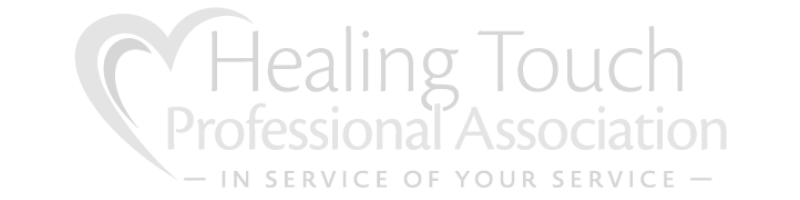 Healing Touch
Professional Association
— IN SERVICE OF YOUR SERVICE —